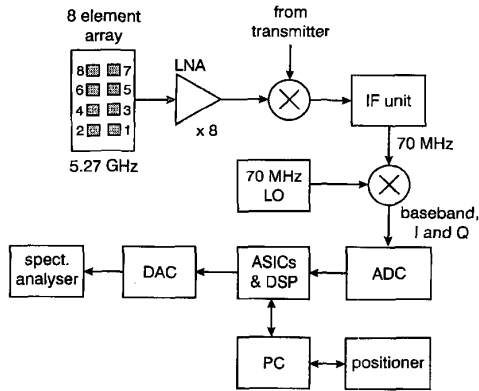 8 element
array
from
transmitter
LNA
8 7
6 5
4 3
2 1
x 8
IF unit
5.27 GHz
70 MHz
70 MHz
LO
baseband,
I and Q
spect.
analyser
DAC
ASICs
& DSP
ADC
PC
positioner